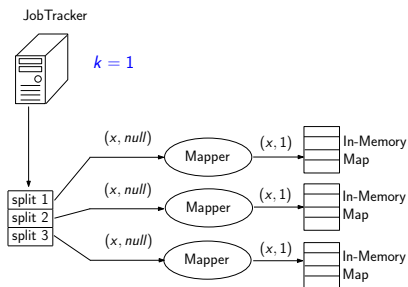 JobTracker
k = 1
(x, null)
Mapper
(x, 1)
In-Memory
Map
split 1
split 2
split 3
(x, null)
Mapper
(x, 1)
In-Memory
Map
(x, null)
Mapper
(x, 1)
In-Memory
Map